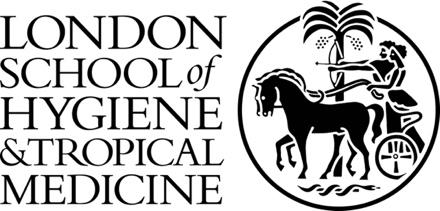 LONDON
SCHOOL of
HYGIENE
& TROPICAL
MEDICINE